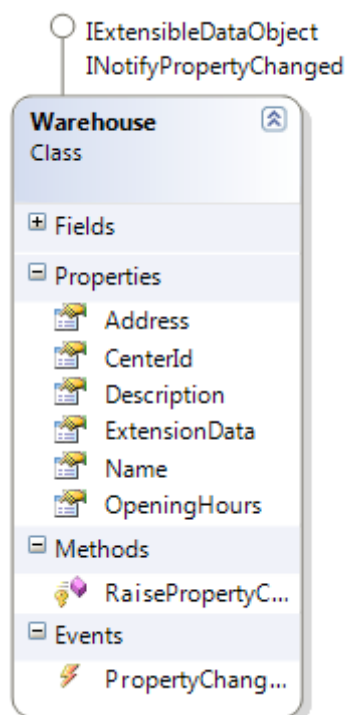 IExtensibleDataObject
INotifyPropertyChanged
Warehouse
Class
Fields
Properties
Address
CenterId
Description
ExtensionData
Name
OpeningHours
Methods
RaisePropertyC...
Events
PropertyChang...